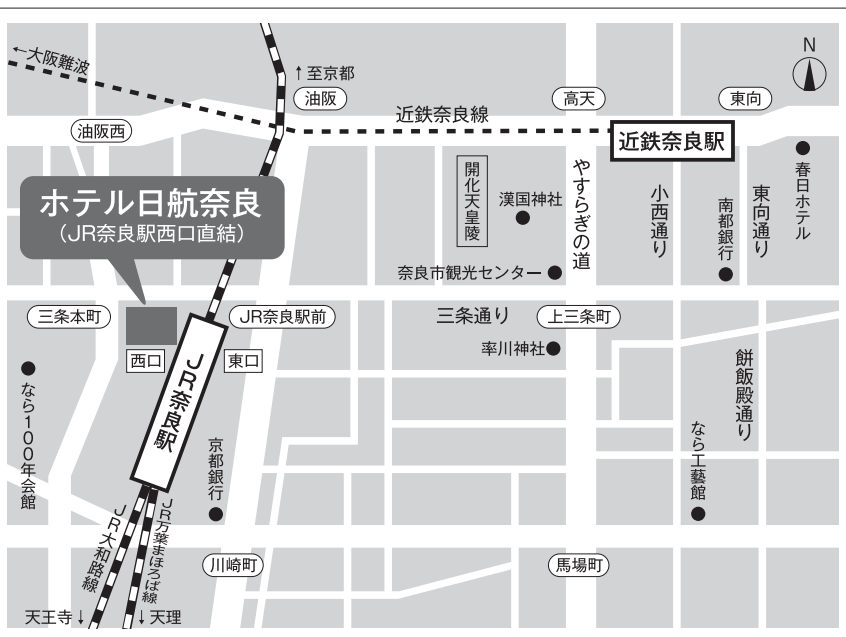 ←大阪難波
↑至京都
N
油阪
高天
東向
近鉄奈良線
油阪西
近鉄奈良駅
開化天皇陵
漢国神社
やすらぎの道
小西通り
南都銀行
東向通り
春日ホテル
ホテル日航奈良
（JR奈良駅西口直結）
奈良市観光センター
三条本町
JR奈良駅前
三条通り
上三条町
西口
東口
率川神社
JR奈良駅
なら100年会館
京都銀行
餅飯殿通り
なら工藝館
JR大和路線
JR万葉まほろば線
川崎町
馬場町
天王寺↓
↓天理